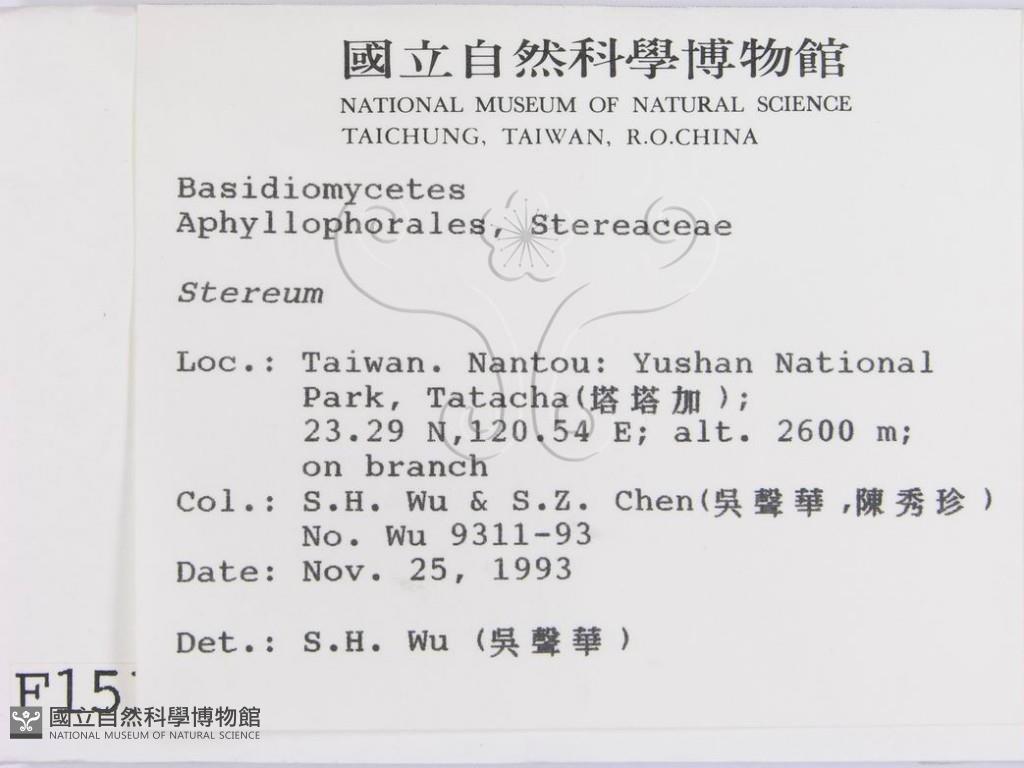 國立自然科學博物館
NATIONAL MUSEUM OF NATURAL SCIENCE
TAICHUNG, TAIWAN, R.O.CHINA
Basidiomycetes
Aphyllophorales, Stereaceae
Stereum
Loc.: Taiwan. Nantou: Yushan National
Park, Tatacha(塔塔加);
23.29 N,120.54 E; alt. 2600 m;
on branch
Col.: S.H. Wu & S.Z. Chen(吳聲華,陳秀珍)
No. Wu 9311-93
Date: Nov. 25, 1993
Det.: S.H. Wu (吳聲華)
國立自然科學博物館
NATIONAL MUSEUM OF NATURAL SCIENCE